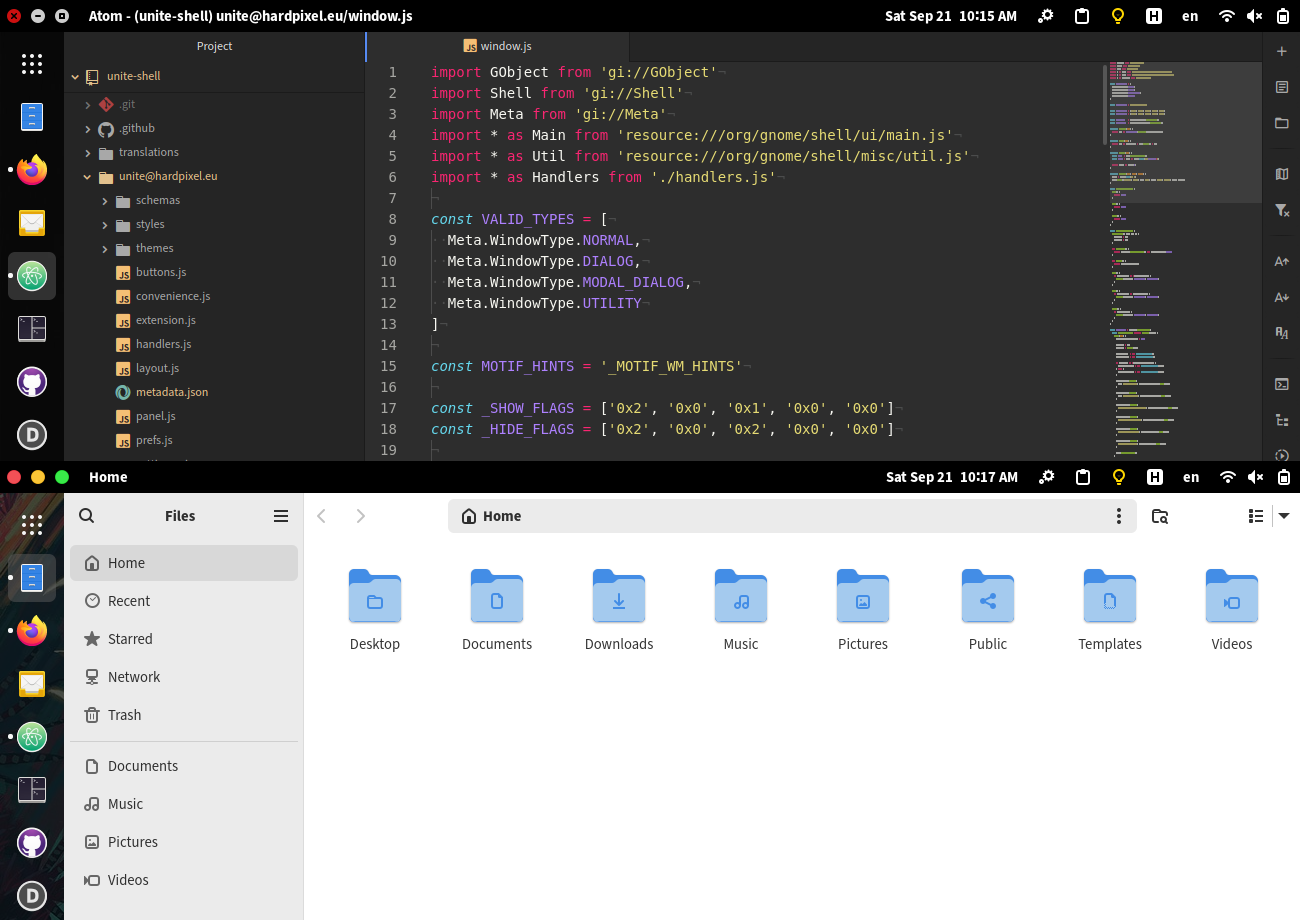 Atom - (unite-shell) unite@hardpixel.eu/window.js
Sat Sep 21 10:15 AM
H
en
Project
unite-shell
.git
.github
translations
unite@hardpixel.eu
schemas
styles
themes
JS buttons.js
JS convenience.js
JS extension.js
JS handlers.js
JS layout.js
metadata.json
JS panel.js
JS prefs.js
D
JS window.js
1 import GObject from 'gi://GObject'¬
2 import Shell from 'gi://Shell'¬
3 import Meta from 'gi://Meta'¬
4 import * as Main from 'resource:///org/gnome/shell/ui/main.js'¬
5 import * as Util from 'resource:///org/gnome/shell/misc/util.js'¬
6 import * as Handlers from './handlers.js'¬
7 ¬
8 const VALID_TYPES = [¬
9 ··Meta.WindowType.NORMAL,¬
10 ··Meta.WindowType.DIALOG,¬
11 ··Meta.WindowType.MODAL_DIALOG,¬
12 ··Meta.WindowType.UTILITY¬
13 ]¬
14 ¬
15 const MOTIF_HINTS = '_MOTIF_WM_HINTS'¬
16 ¬
17 const _SHOW_FLAGS = ['0x2', '0x0', '0x1', '0x0', '0x0']¬
18 const _HIDE_FLAGS = ['0x2', '0x0', '0x2', '0x0', '0x0']¬
19 ¬
Home
Sat Sep 21 10:17 AM
H
en
Files
Home
Recent
Starred
Network
Trash
Documents
Music
Pictures
Videos
D
Home
Desktop
Documents
Downloads
Music
Pictures
Public
Templates
Videos